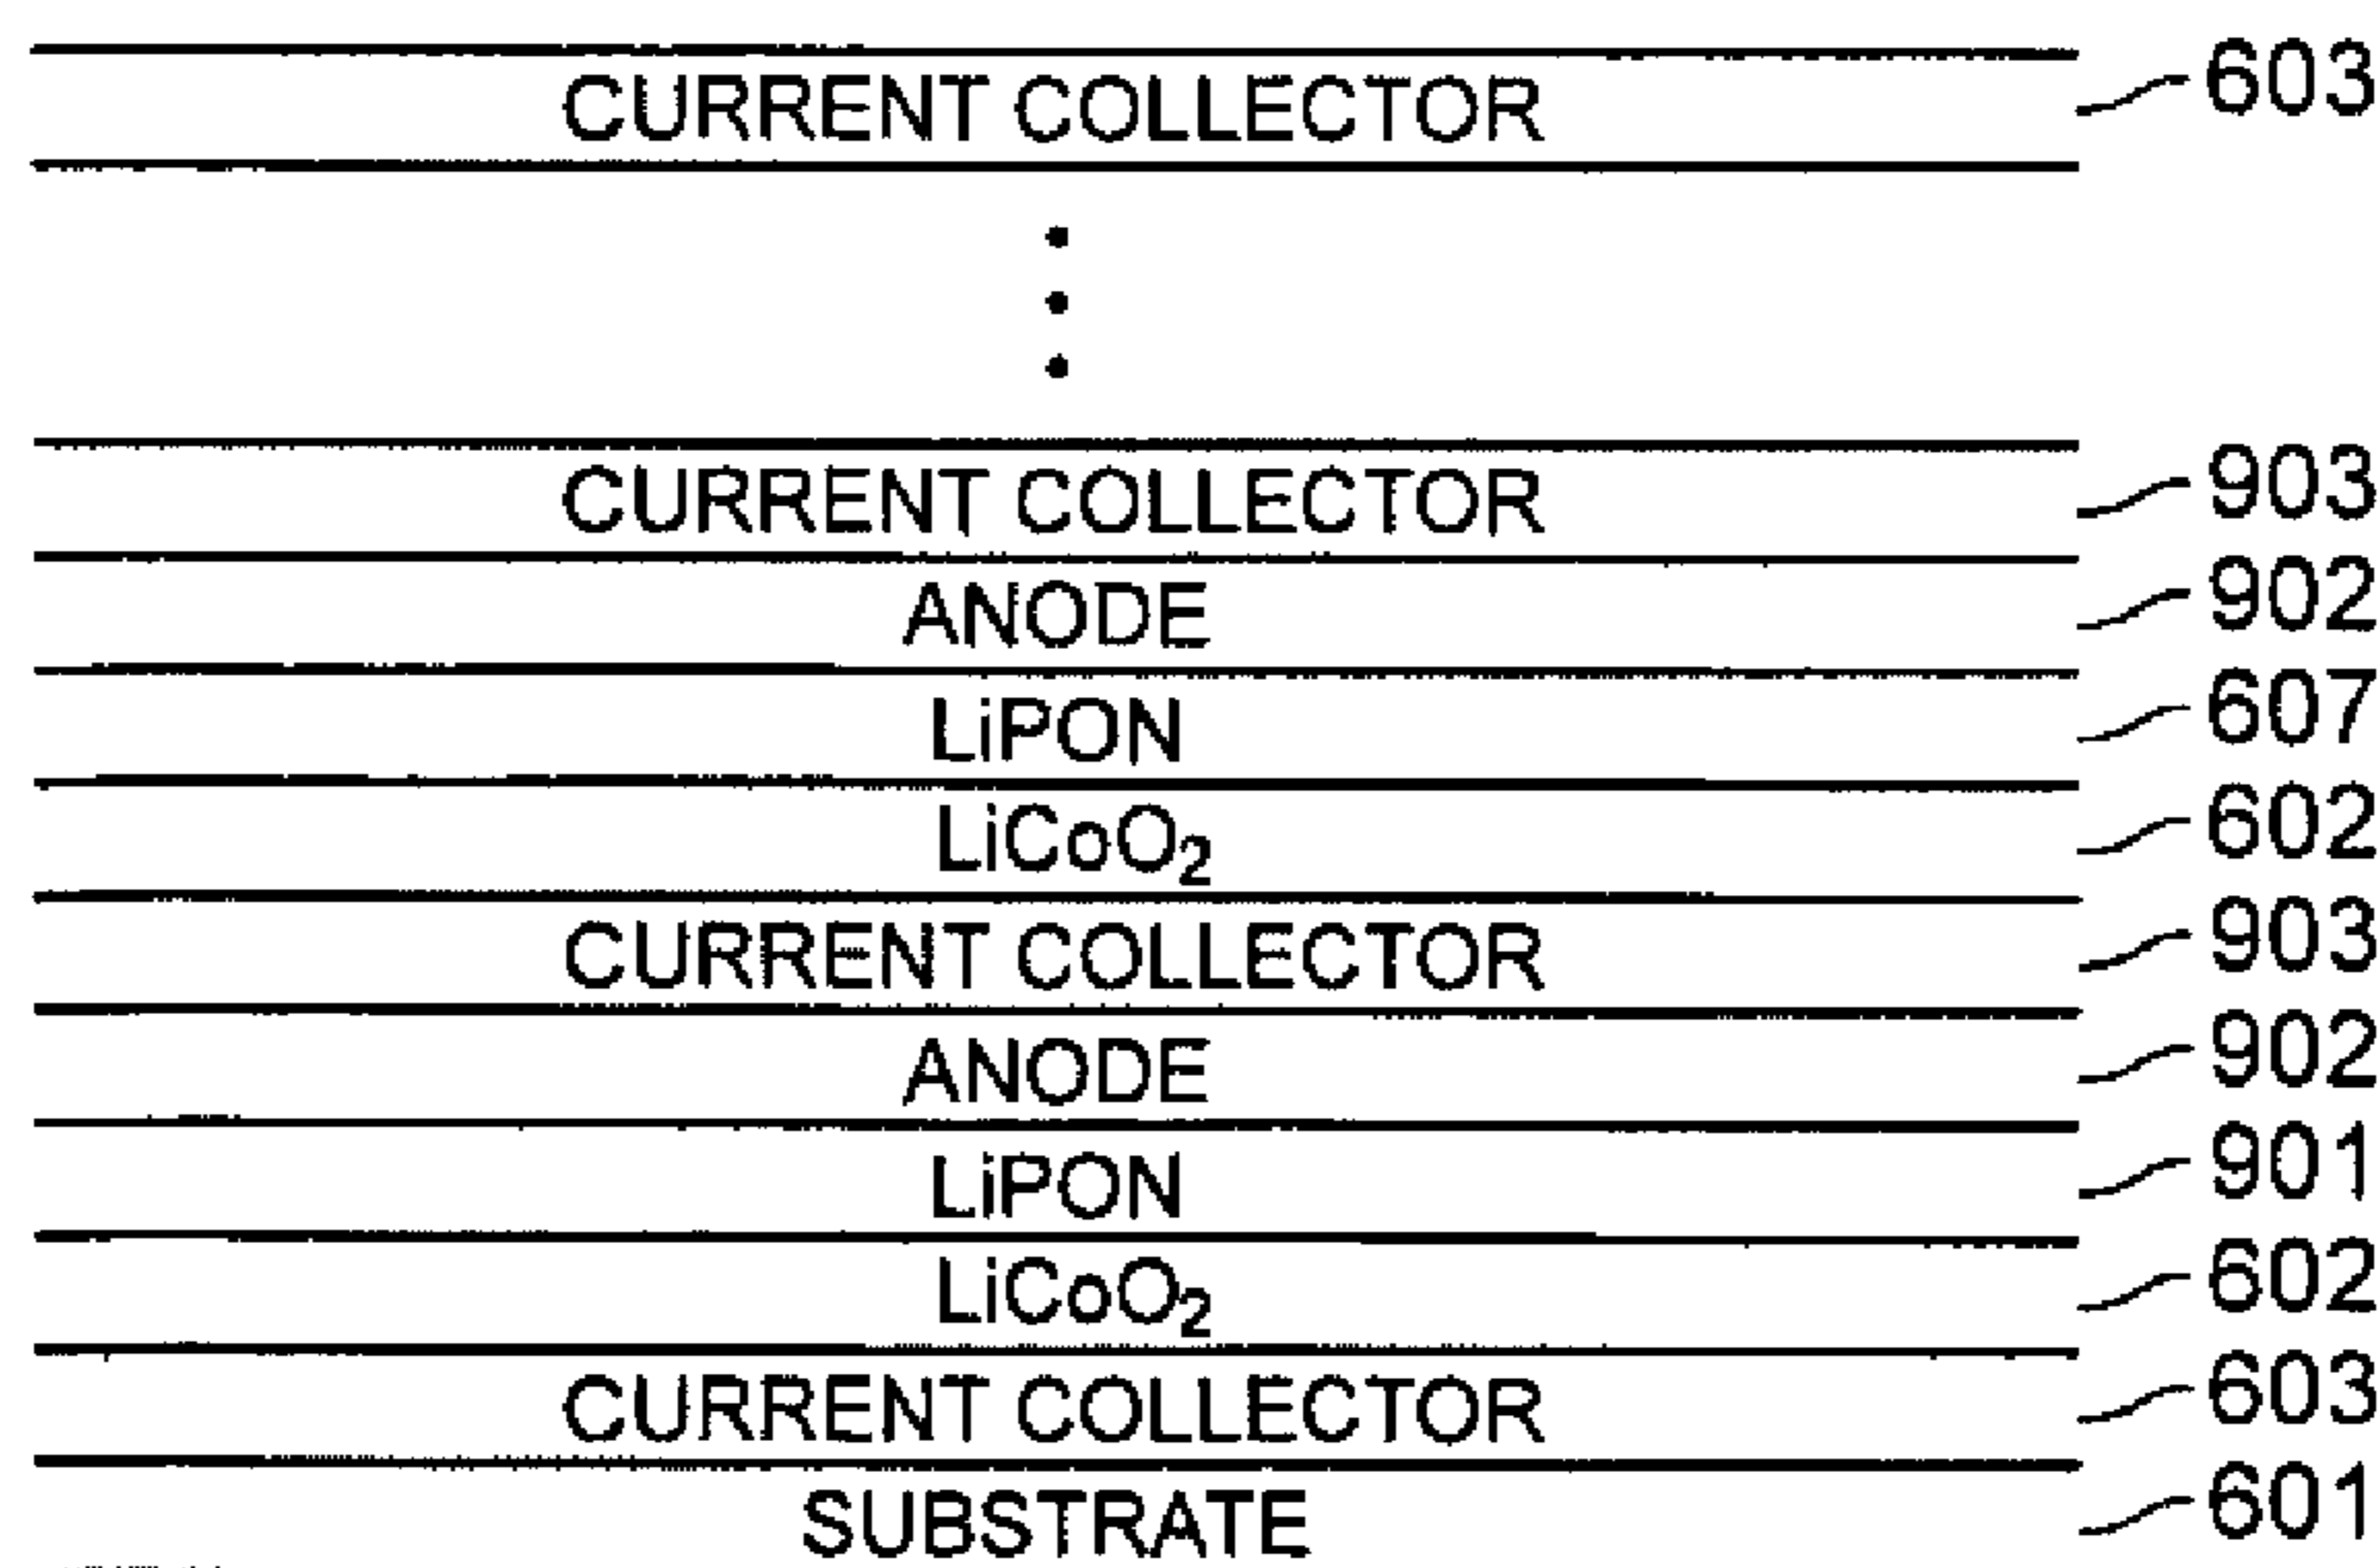 CURRENT COLLECTOR 603
CURRENT COLLECTOR 903
ANODE 902
LiPON 607
LiCoO₂ 602
CURRENT COLLECTOR 903
ANODE 902
LiPON 901
LiCoO₂ 602
CURRENT COLLECTOR 603
SUBSTRATE 601